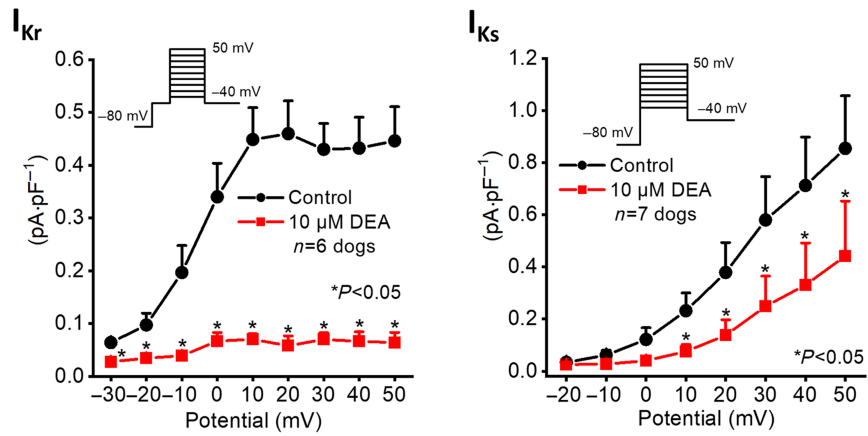 I_Kr
0.6
0.5
0.4
0.3
0.2
0.1
0.0
(pA·pF⁻¹)
50 mV
−40 mV
−80 mV
Control
10 µM DEA
n=6 dogs
*P<0.05
* * * * * * * * *
−30 −20 −10 0 10 20 30 40 50
Potential (mV)
I_Ks
1.2
1.0
0.8
0.6
0.4
0.2
0.0
(pA·pF⁻¹)
50 mV
−40 mV
−80 mV
Control
10 µM DEA
n=7 dogs
* * * * *
*P<0.05
−20 −10 0 10 20 30 40 50
Potential (mV)